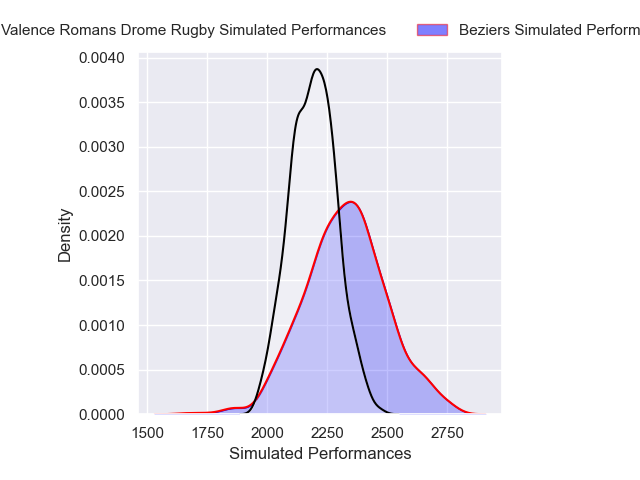 Valence Romans Drome Rugby Simulated Performances
Beziers Simulated Perform
0.0040
0.0035
0.0030
0.0025
0.0020
0.0015
0.0010
0.0005
0.0000
Density
1500 1750 2000 2250 2500 2750
Simulated Performances